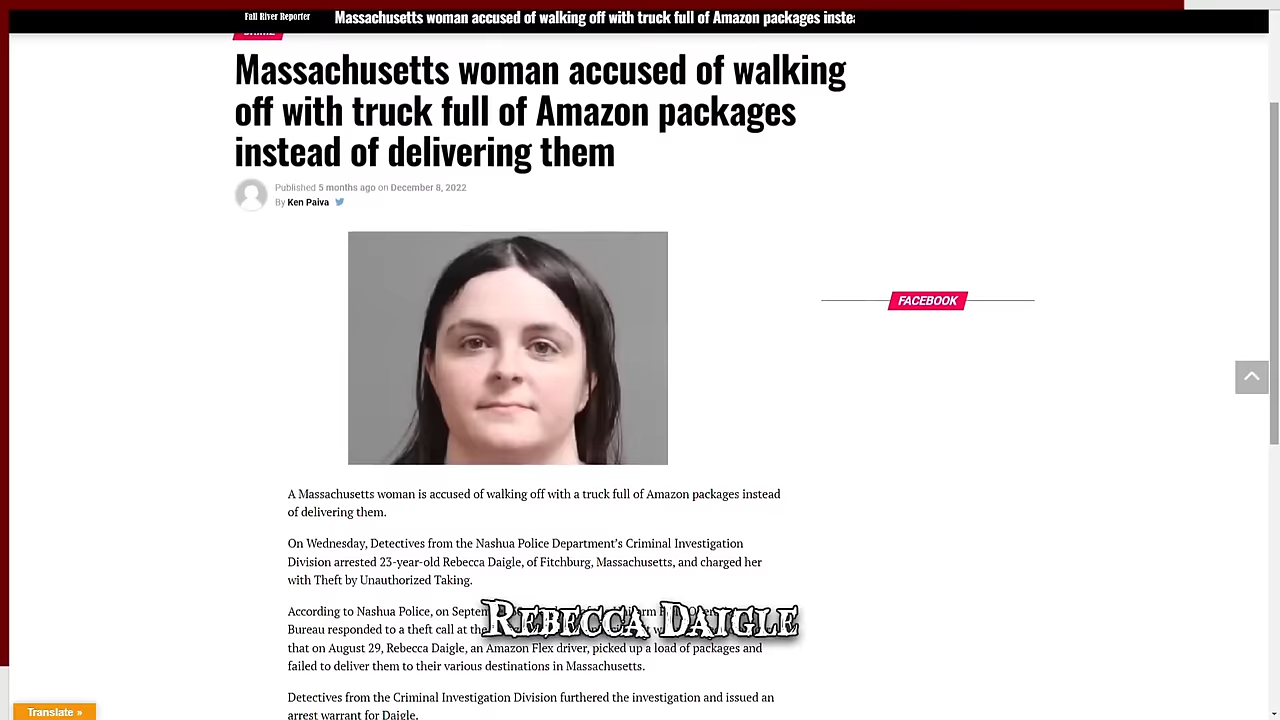 Fall River Reporter
Massachusetts woman accused of walking off with truck full of Amazon packages inste
Massachusetts woman accused of walking
off with truck full of Amazon packages
instead of delivering them
Published 5 months ago on December 8, 2022
By Ken Paiva
FACEBOOK
A Massachusetts woman is accused of walking off with a truck full of Amazon packages instead
of delivering them.
On Wednesday, Detectives from the Nashua Police Department's Criminal Investigation
Division arrested 23-year-old Rebecca Daigle, of Fitchburg, Massachusetts, and charged her
with Theft by Unauthorized Taking.
According to Nashua Police, on
Rebecca Daigle
Bureau responded to a theft call at the
that on August 29, Rebecca Daigle, an Amazon Flex driver, picked up a load of packages and
failed to deliver them to their various destinations in Massachusetts.
Detectives from the Criminal Investigation Division furthered the investigation and issued an
arrest warrant for Daigle.
Translate »